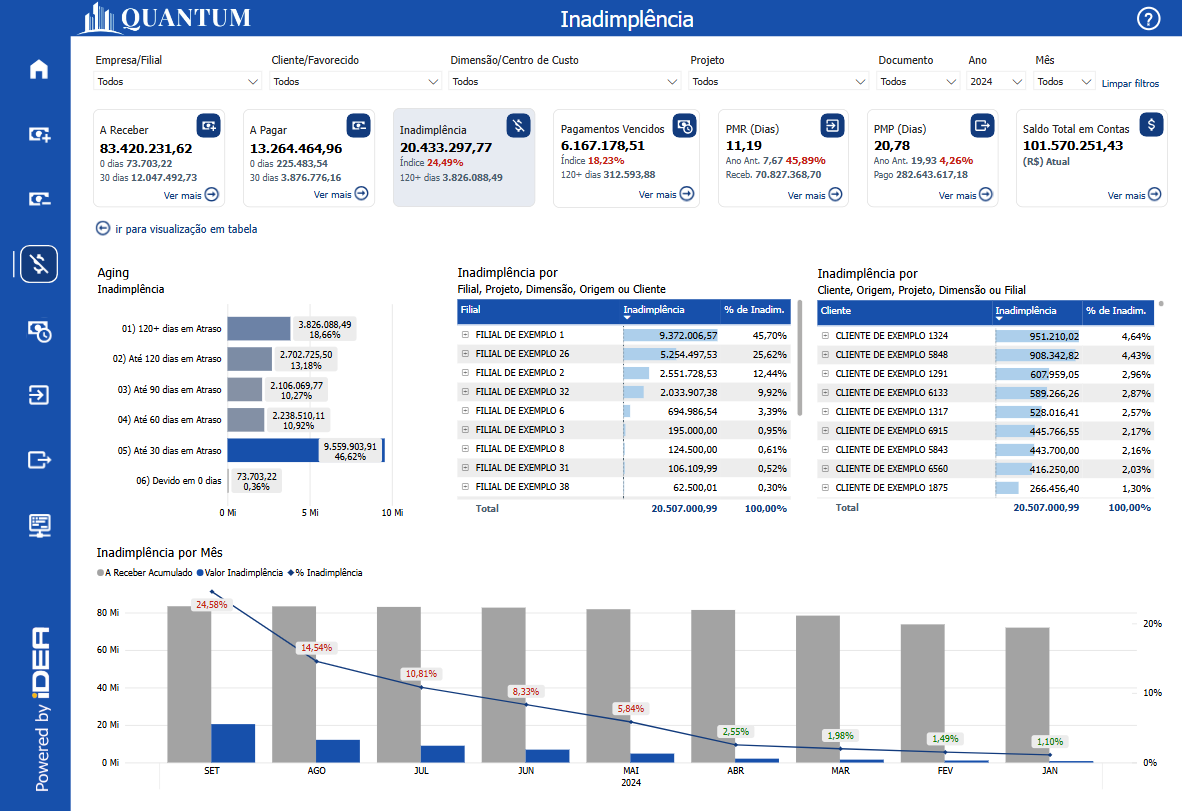 QUANTUM
Inadimplência
?
Empresa/Filial
Todos
Cliente/Favorecido
Todos
Dimensão/Centro de Custo
Todos
Projeto
Todos
Documento
Todos
Ano
2024
Mês
Todos
Limpar filtros
A Receber
83.420.231,62
0 dias 73.703,22
30 dias 12.047.492,73
Ver mais
A Pagar
13.264.464,96
0 dias 225.483,54
30 dias 3.876.776,16
Ver mais
Inadimplência
20.433.297,77
Índice 24,49%
120+ dias 3.826.088,49
Pagamentos Vencidos
6.167.178,51
Índice 18,23%
120+ dias 312.593,88
Ver mais
PMR (Dias)
11,19
Ano Ant. 7,67 45,89%
Receb. 70.827.368,70
Ver mais
PMP (Dias)
20,78
Ano Ant. 19,93 4,26%
Pago 282.643.617,18
Ver mais
Saldo Total em Contas
$
101.570.251,43
(R$) Atual
Ver mais
ir para visualização em tabela
Aging
Inadimplência
01) 120+ dias em Atraso
3.826.088,49
18,66%
02) Até 120 dias em Atraso
2.702.725,50
13,18%
03) Até 90 dias em Atraso
2.106.069,77
10,27%
04) Até 60 dias em Atraso
2.238.510,11
10,92%
05) Até 30 dias em Atraso
9.559.903,91
46,62%
06) Devido em 0 dias
73.703,22
0,36%
0 Mi 5 Mi 10 Mi
Inadimplência por
Filial, Projeto, Dimensão, Origem ou Cliente
Filial Inadimplência % de Inadim.
FILIAL DE EXEMPLO 1 9.372.006,57 45,70%
FILIAL DE EXEMPLO 26 5.254.497,53 25,62%
FILIAL DE EXEMPLO 2 2.551.728,53 12,44%
FILIAL DE EXEMPLO 32 2.033.907,38 9,92%
FILIAL DE EXEMPLO 6 694.986,54 3,39%
FILIAL DE EXEMPLO 3 195.000,00 0,95%
FILIAL DE EXEMPLO 8 124.500,00 0,61%
FILIAL DE EXEMPLO 31 106.109,99 0,52%
FILIAL DE EXEMPLO 38 62.500,01 0,30%
Total 20.507.000,99 100,00%
Inadimplência por
Cliente, Origem, Projeto, Dimensão ou Filial
Cliente Inadimplência % de Inadim.
CLIENTE DE EXEMPLO 1324 951.210,02 4,64%
CLIENTE DE EXEMPLO 5848 908.342,82 4,43%
CLIENTE DE EXEMPLO 1291 607.959,05 2,96%
CLIENTE DE EXEMPLO 6133 589.266,26 2,87%
CLIENTE DE EXEMPLO 1317 528.016,41 2,57%
CLIENTE DE EXEMPLO 6915 445.766,55 2,17%
CLIENTE DE EXEMPLO 5843 443.700,00 2,16%
CLIENTE DE EXEMPLO 6560 416.250,00 2,03%
CLIENTE DE EXEMPLO 1875 266.456,40 1,30%
Total 20.507.000,99 100,00%
Inadimplência por Mês
A Receber Acumulado Valor Inadimplência % Inadimplência
80 Mi
60 Mi
40 Mi
20 Mi
0 Mi
24,58%
14,54%
10,81%
8,33%
5,84%
2,55%
1,98%
1,49%
1,10%
20%
10%
0%
SET AGO JUL JUN MAI ABR MAR FEV JAN
2024
Powered by iDEA